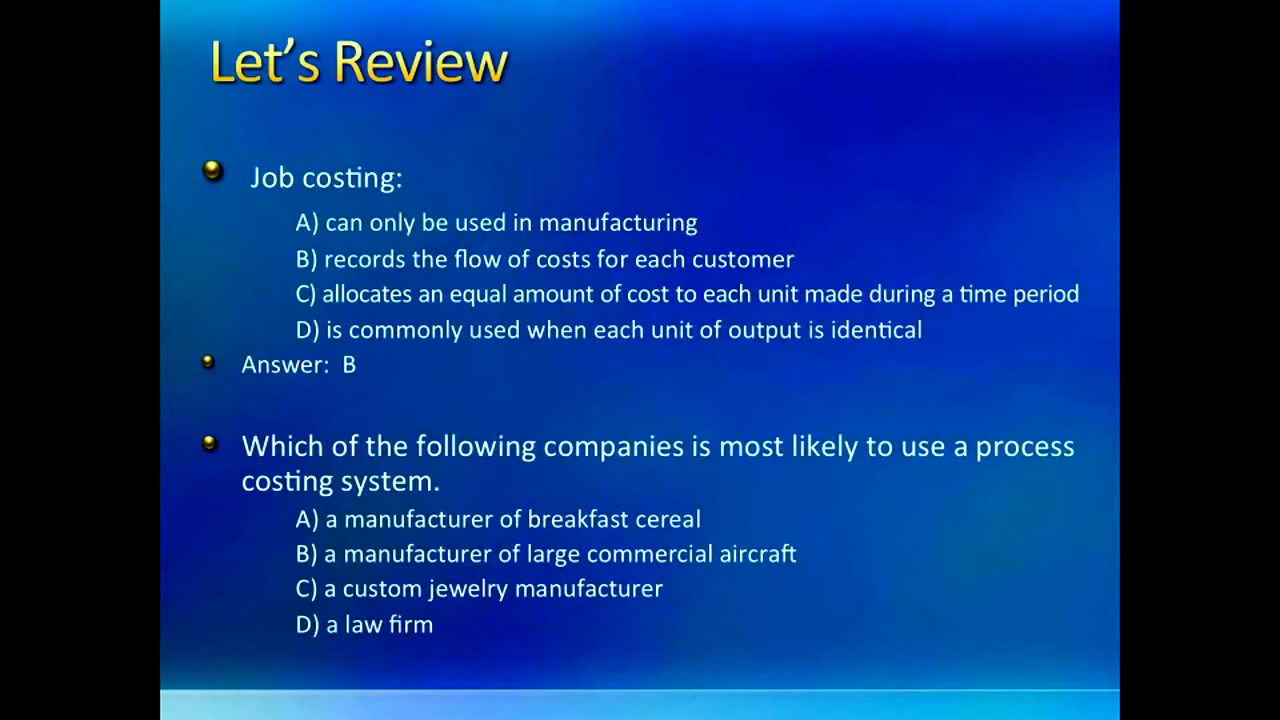 Let's Review
Job costing:
A) can only be used in manufacturing
B) records the flow of costs for each customer
C) allocates an equal amount of cost to each unit made during a time period
D) is commonly used when each unit of output is identical
Answer:  B
Which of the following companies is most likely to use a process
costing system.
A) a manufacturer of breakfast cereal
B) a manufacturer of large commercial aircraft
C) a custom jewelry manufacturer
D) a law firm